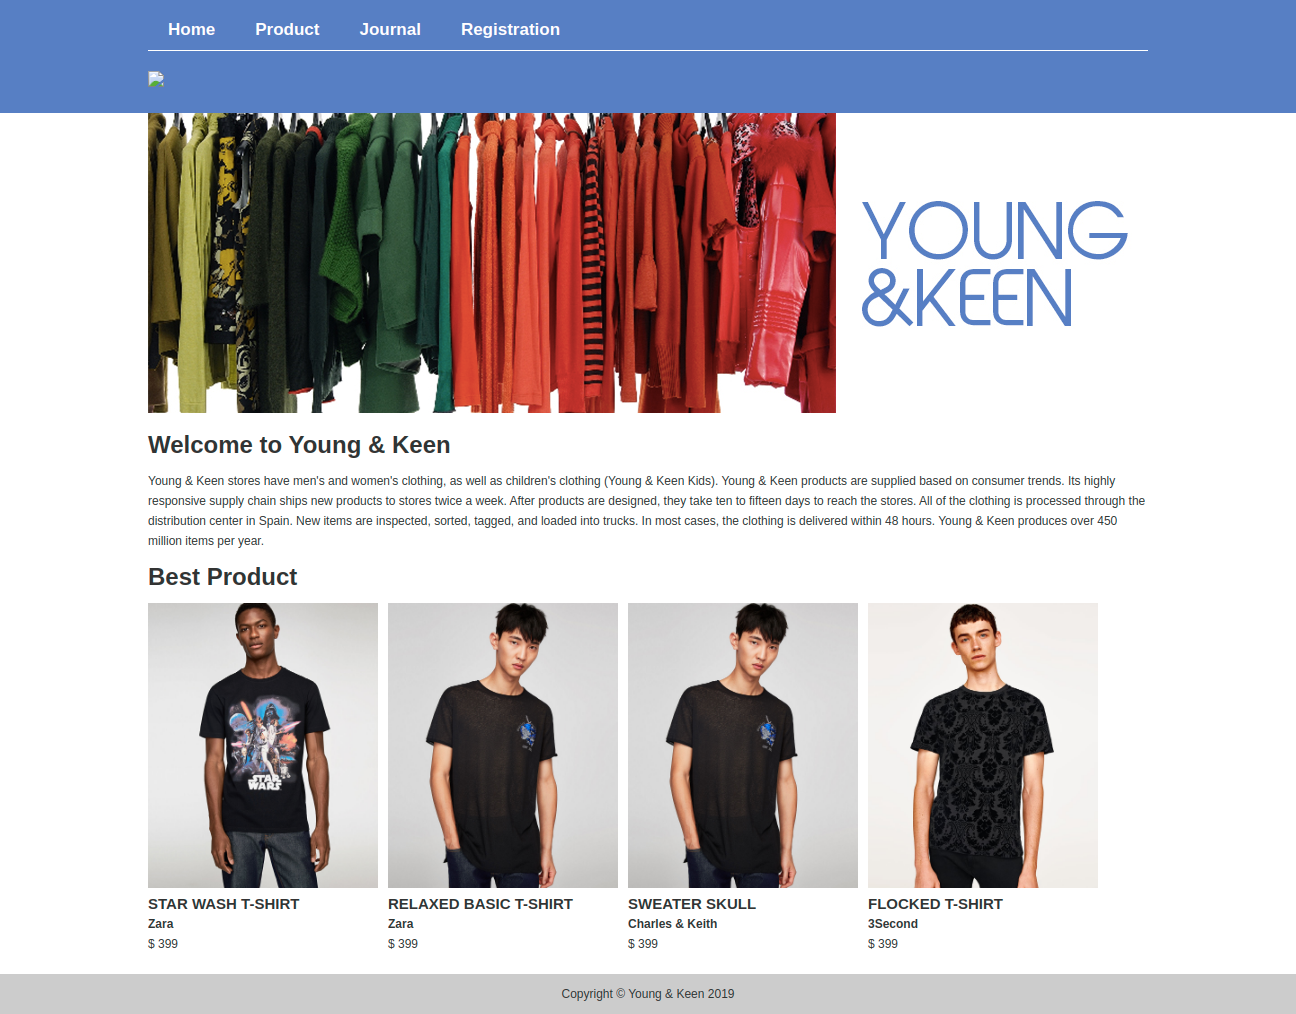 Home Product Journal Registration
YOUNG
&KEEN
Welcome to Young & Keen
Young & Keen stores have men's and women's clothing, as well as children's clothing (Young & Keen Kids). Young & Keen products are supplied based on consumer trends. Its highly
responsive supply chain ships new products to stores twice a week. After products are designed, they take ten to fifteen days to reach the stores. All of the clothing is processed through the
distribution center in Spain. New items are inspected, sorted, tagged, and loaded into trucks. In most cases, the clothing is delivered within 48 hours. Young & Keen produces over 450
million items per year.
Best Product
STAR
WARS
STAR WASH T-SHIRT
Zara
$ 399
RELAXED BASIC T-SHIRT
Zara
$ 399
SWEATER SKULL
Charles & Keith
$ 399
FLOCKED T-SHIRT
3Second
$ 399
Copyright © Young & Keen 2019